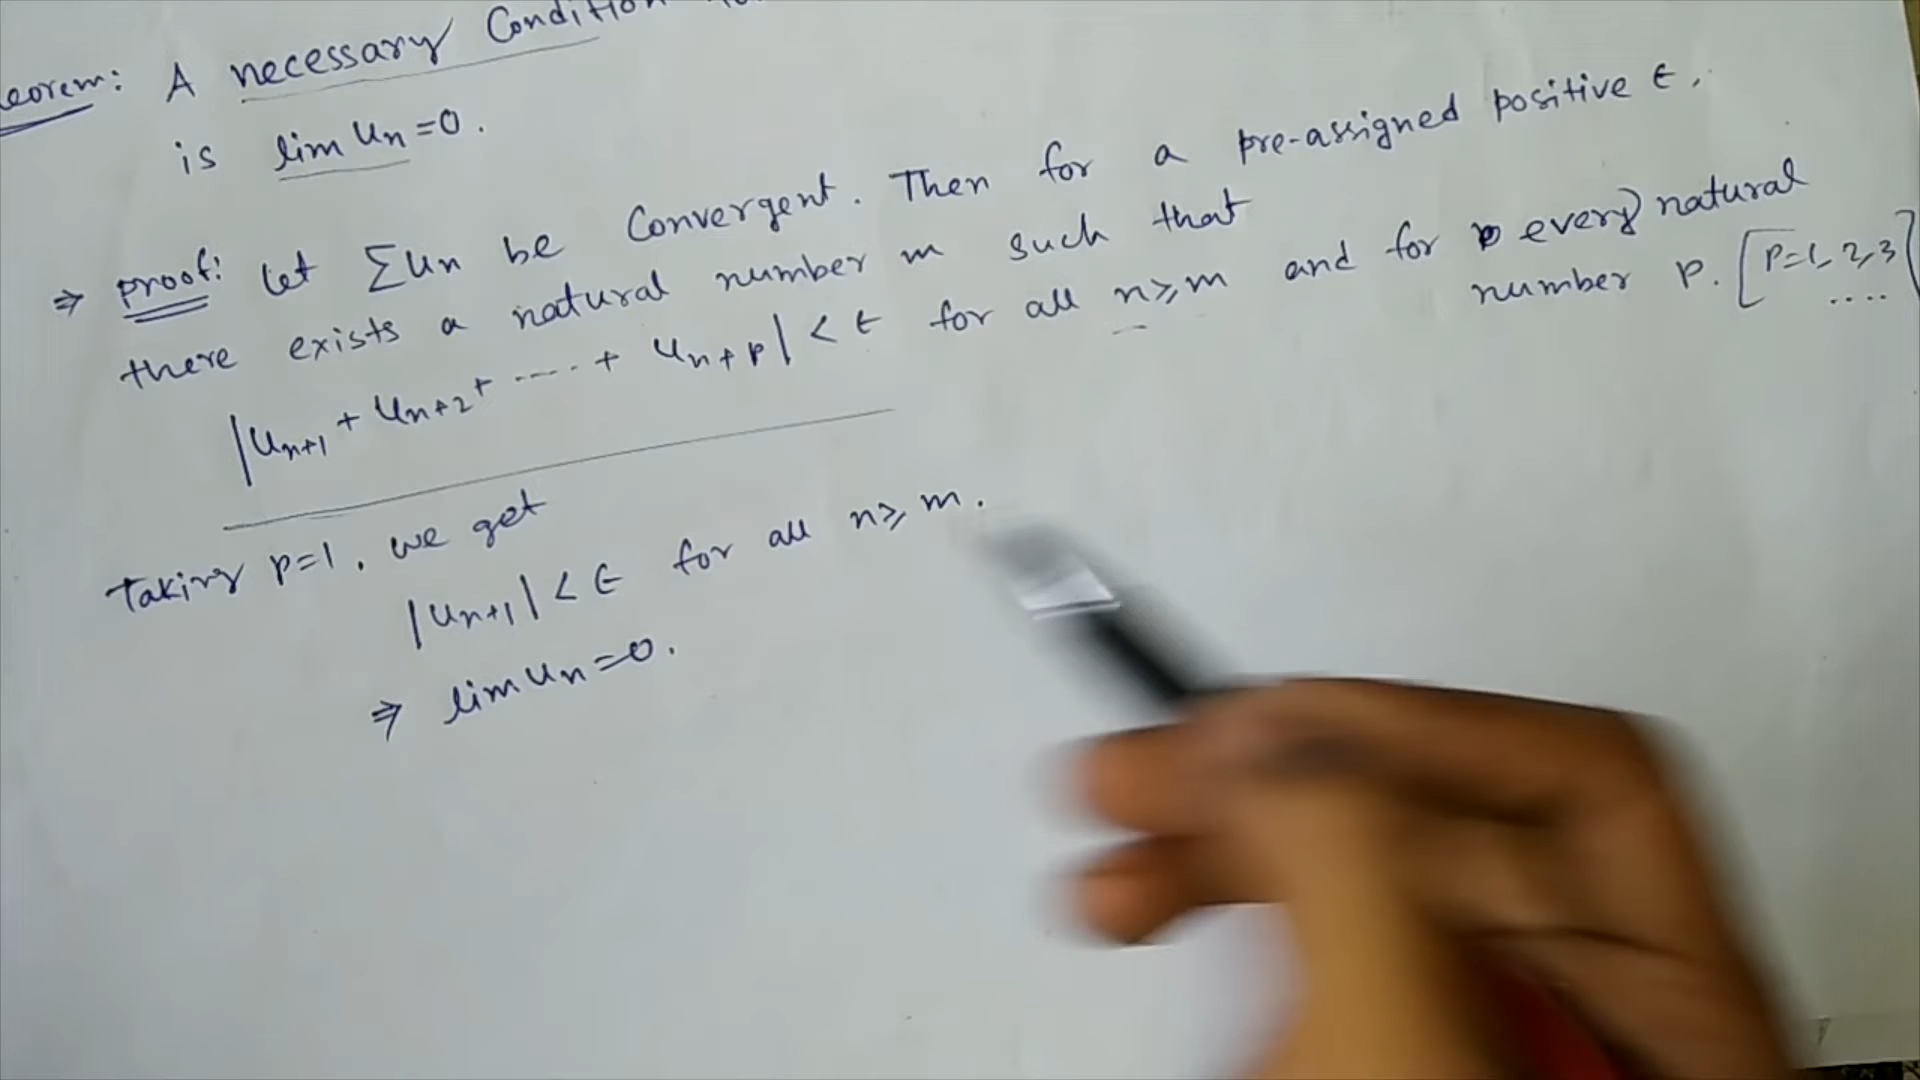 eorem: A necessary Condition
is lim un = 0.
⇒ proof: Let ∑un be Convergent. Then for a pre-assigned positive ϵ,
there exists a natural number m such that
|un+1 + un+2 + ..... + un+p| < ϵ for all n ≥ m and for every natural
number p. [p=1, 2, 3
....]
Taking p=1, we get
|un+1| < ϵ for all n ≥ m.
⇒ lim un = 0.